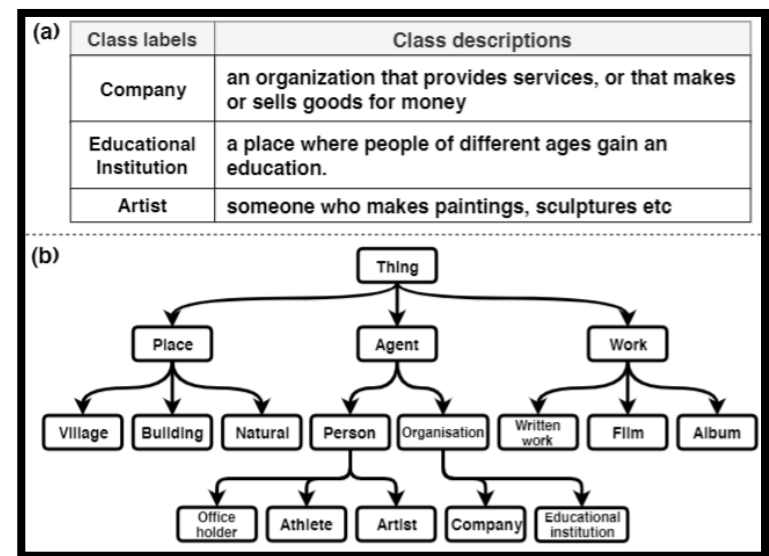 (a)
Class labels Class descriptions
Company an organization that provides services, or that makes
or sells goods for money
Educational
Institution a place where people of different ages gain an
education.
Artist someone who makes paintings, sculptures etc
(b)
Thing
Place Agent Work
Village Building Natural Person Organisation Written
work Film Album
Office
holder Athlete Artist Company Educational
institution